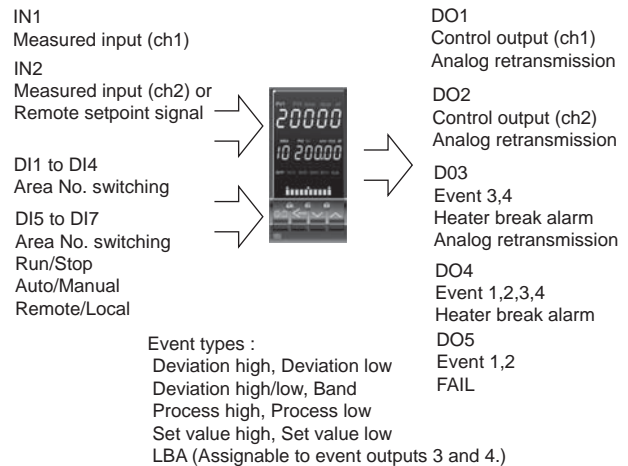 IN1
Measured input (ch1)
IN2
Measured input (ch2) or
Remote setpoint signal
DI1 to DI4
Area No. switching
DI5 to DI7
Area No. switching
Run/Stop
Auto/Manual
Remote/Local
20000
10 200.00
DO1
Control output (ch1)
Analog retransmission
DO2
Control output (ch2)
Analog retransmission
D03
Event 3,4
Heater break alarm
Analog retransmission
DO4
Event 1,2,3,4
Heater break alarm
DO5
Event 1,2
FAIL
Event types :
Deviation high, Deviation low
Deviation high/low, Band
Process high, Process low
Set value high, Set value low
LBA (Assignable to event outputs 3 and 4.)